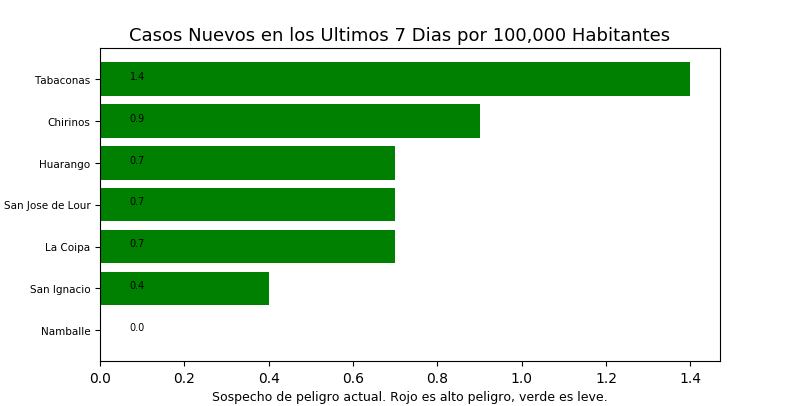 Casos Nuevos en los Ultimos 7 Dias por 100,000 Habitantes
Tabaconas 1.4
Chirinos 0.9
Huarango 0.7
San Jose de Lour 0.7
La Coipa 0.7
San Ignacio 0.4
Namballe 0.0
0.0 0.2 0.4 0.6 0.8 1.0 1.2 1.4
Sospecho de peligro actual. Rojo es alto peligro, verde es leve.